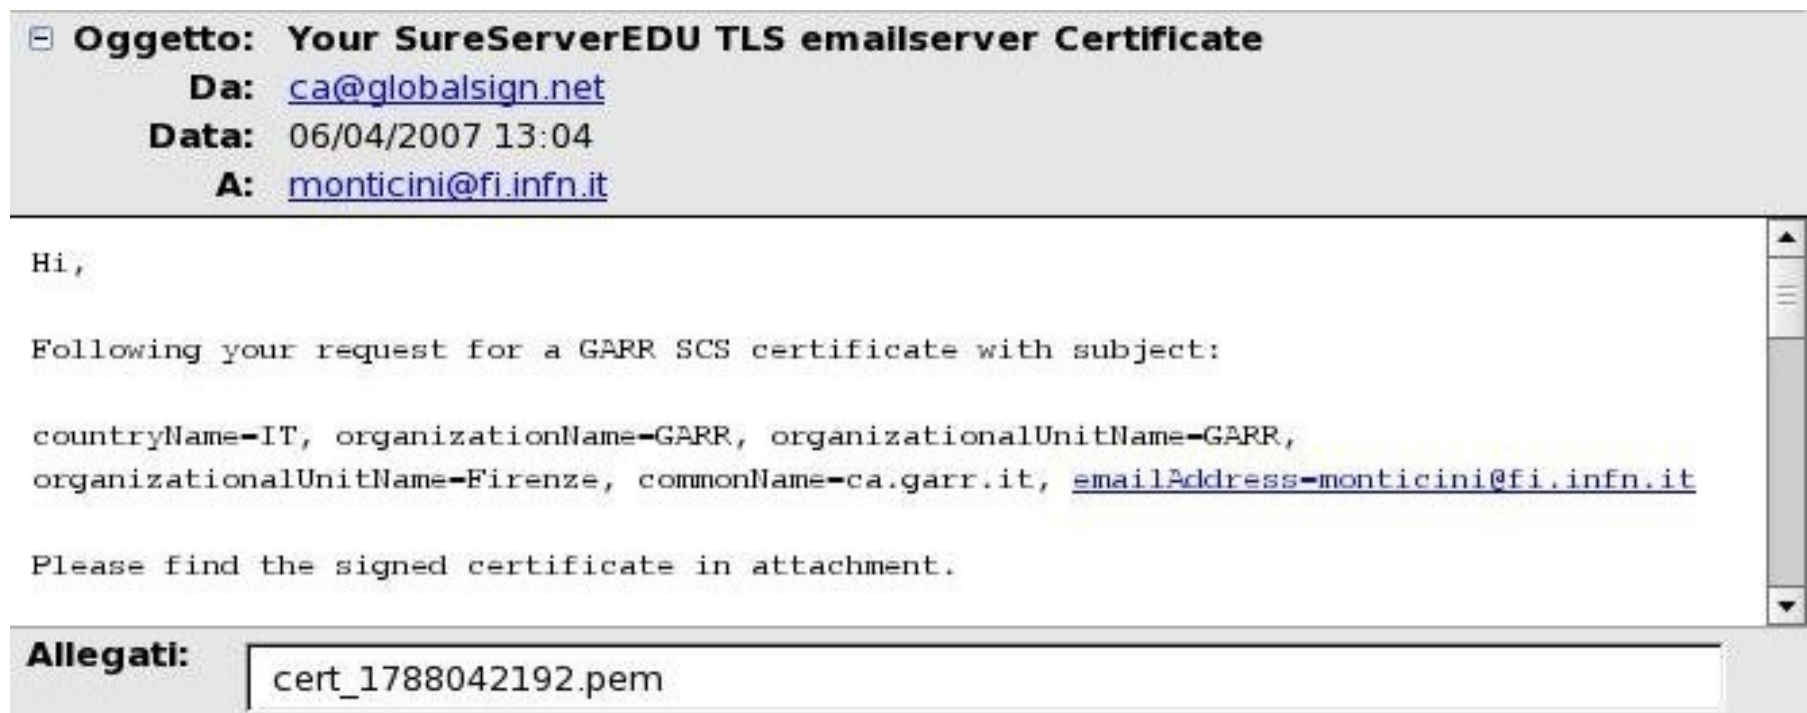 Oggetto: Your SureServerEDU TLS emailserver Certificate
Da: ca@globalsign.net
Data: 06/04/2007 13:04
A: monticini@fi.infn.it
Hi,
Following your request for a GARR SCS certificate with subject:
countryName=IT, organizationName=GARR, organizationalUnitName=GARR,
organizationalUnitName=Firenze, commonName=ca.garr.it, emailAddress=monticini@fi.infn.it
Please find the signed certificate in attachment.
Allegati: cert_1788042192.pem